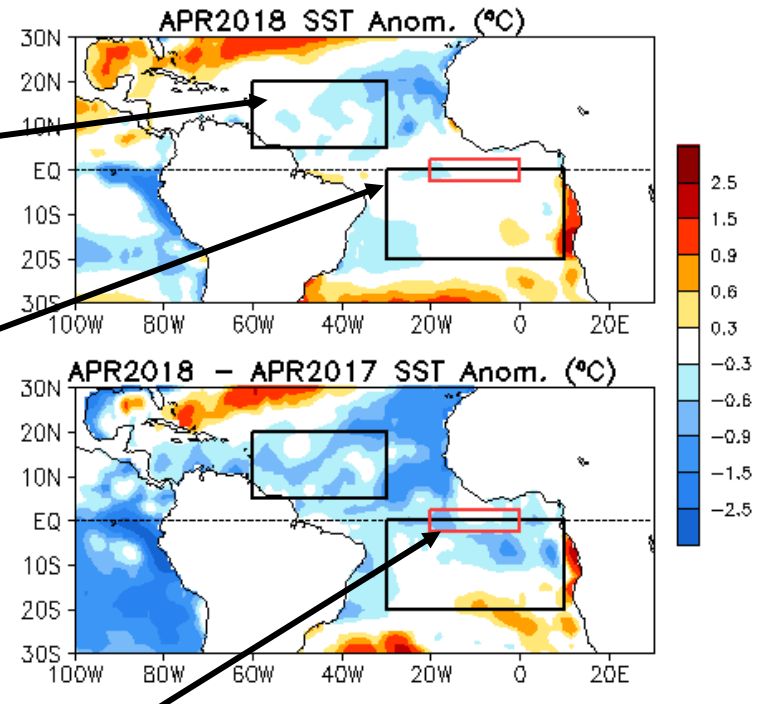 APR2018 SST Anom. (°C)
30N
20N
10N
EQ
10S
20S
30S
100W 80W 60W 40W 20W 0 20E
APR2018 - APR2017 SST Anom. (°C)
30N
20N
10N
EQ
10S
20S
30S
100W 80W 60W 40W 20W 0 20E
2.5
1.5
0.9
0.6
0.3
-0.3
-0.6
-0.9
-1.5
-2.5